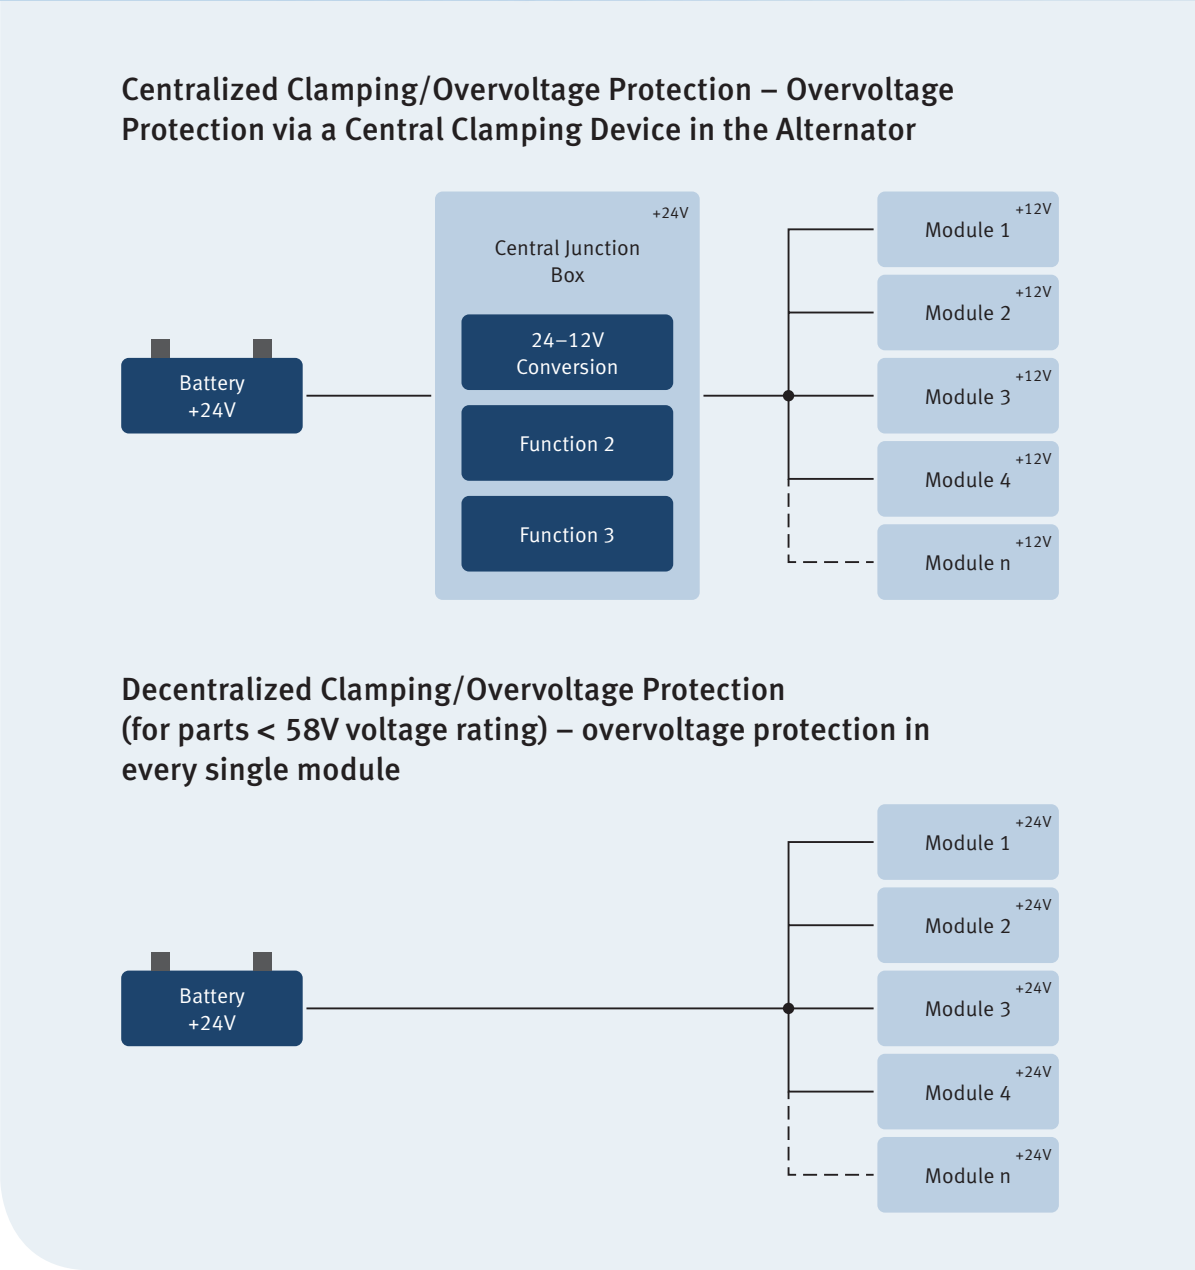 Centralized Clamping/Overvoltage Protection – Overvoltage
Protection via a Central Clamping Device in the Alternator
+24V
Central Junction
Box
24–12V
Conversion
Function 2
Function 3
Battery
+24V
+12V
Module 1
+12V
Module 2
+12V
Module 3
+12V
Module 4
+12V
Module n
Decentralized Clamping/Overvoltage Protection
(for parts < 58V voltage rating) – overvoltage protection in
every single module
Battery
+24V
+24V
Module 1
+24V
Module 2
+24V
Module 3
+24V
Module 4
+24V
Module n